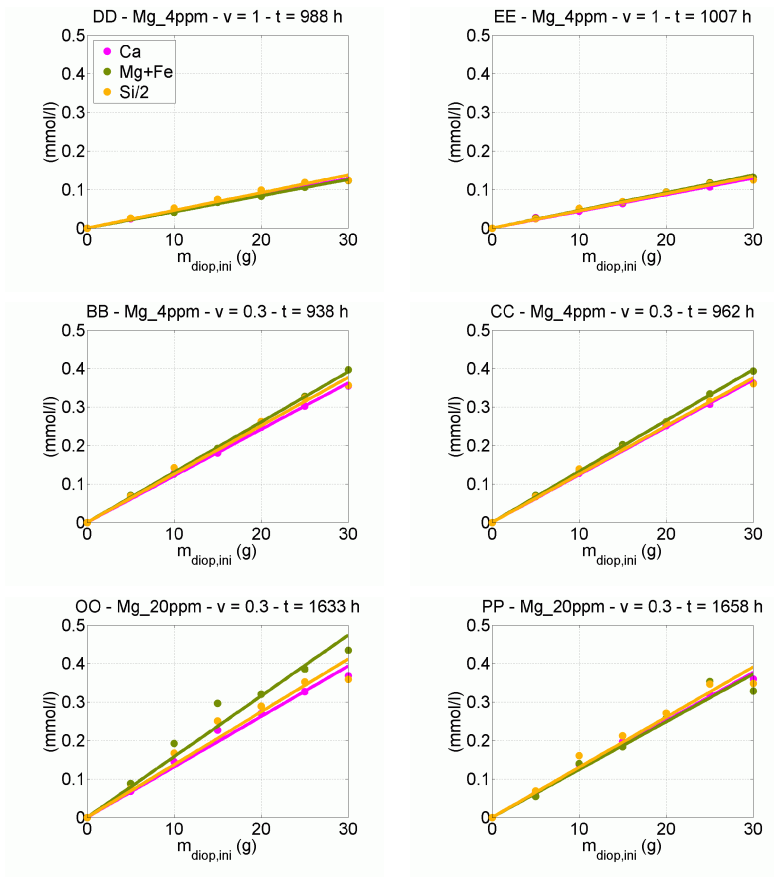 DD - Mg_4ppm - v = 1 - t = 988 h
0.5
0.4
0.3
0.2
0.1
0
(mmol/l)
Ca
Mg+Fe
Si/2
0 10 20 30
m_diop,ini (g)
EE - Mg_4ppm - v = 1 - t = 1007 h
0.5
0.4
0.3
0.2
0.1
0
(mmol/l)
0 10 20 30
m_diop,ini (g)
BB - Mg_4ppm - v = 0.3 - t = 938 h
0.5
0.4
0.3
0.2
0.1
0
(mmol/l)
0 10 20 30
m_diop,ini (g)
CC - Mg_4ppm - v = 0.3 - t = 962 h
0.5
0.4
0.3
0.2
0.1
0
(mmol/l)
0 10 20 30
m_diop,ini (g)
OO - Mg_20ppm - v = 0.3 - t = 1633 h
0.5
0.4
0.3
0.2
0.1
0
(mmol/l)
0 10 20 30
m_diop,ini (g)
PP - Mg_20ppm - v = 0.3 - t = 1658 h
0.5
0.4
0.3
0.2
0.1
0
(mmol/l)
0 10 20 30
m_diop,ini (g)